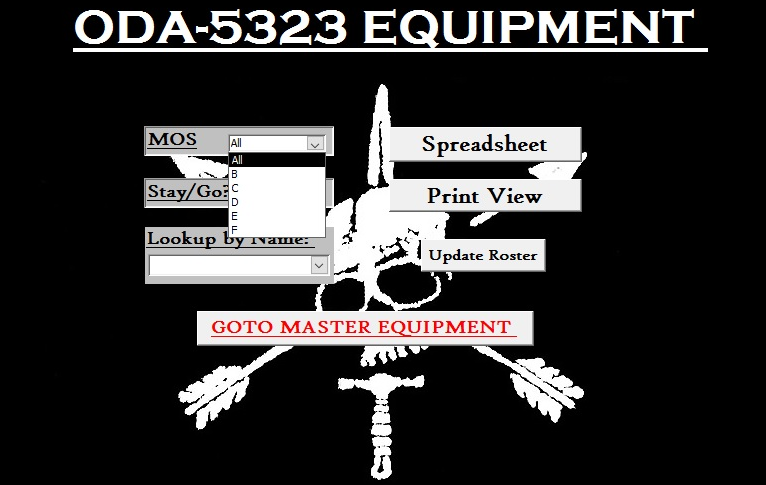 ODA-5323 EQUIPMENT
MOS
All
All
B
C
D
E
F
Stay/Go?
Lookup by Name:
Spreadsheet
Print View
Update Roster
GOTO MASTER EQUIPMENT